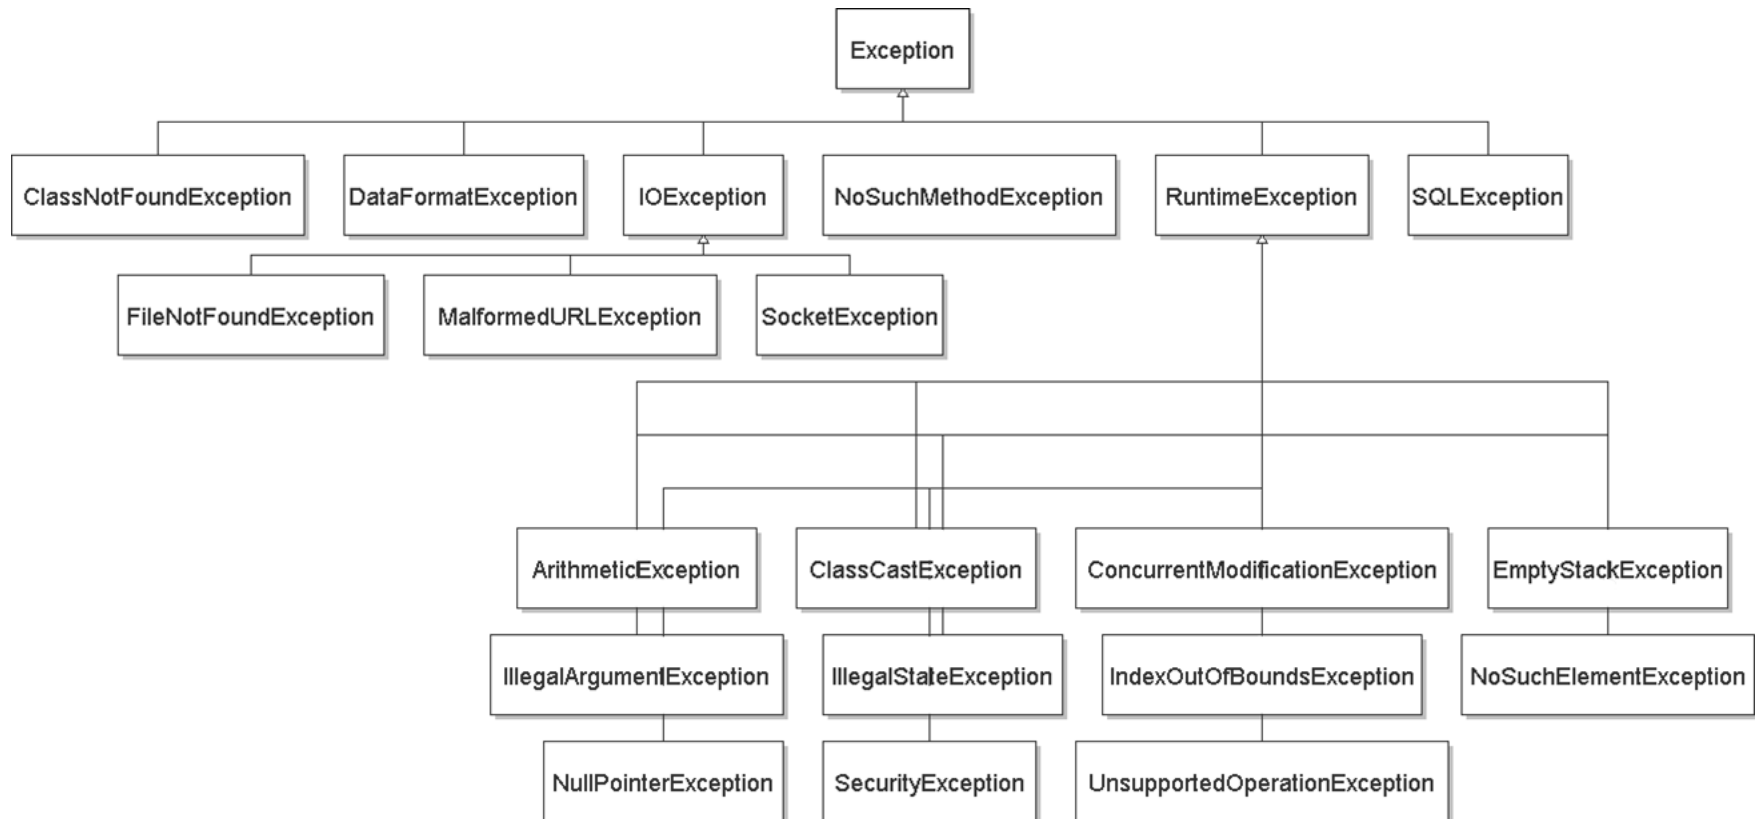 Exception
ClassNotFoundException
DataFormatException
IOException
NoSuchMethodException
RuntimeException
SQLException
FileNotFoundException
MalformedURLException
SocketException
ArithmeticException
ClassCastException
ConcurrentModificationException
EmptyStackException
IllegalArgumentException
IllegalStateException
IndexOutOfBoundsException
NoSuchElementException
NullPointerException
SecurityException
UnsupportedOperationException